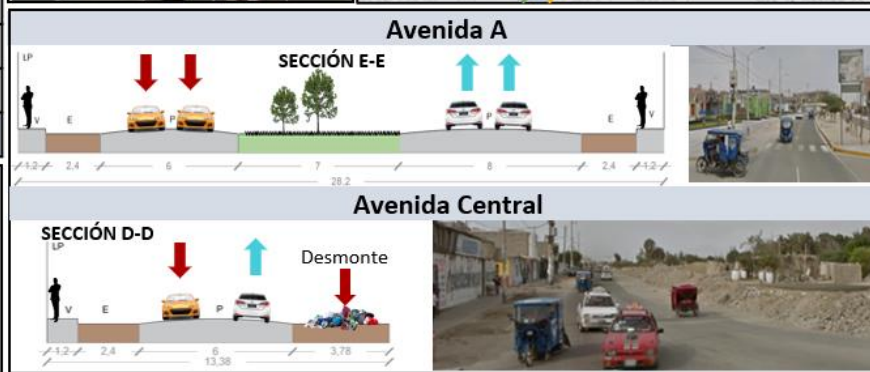 Avenida A
SECCIÓN E-E
LP
V E P P E V
1,2 2,4 6 7 8 2,4 1,2
28.2
Avenida Central
SECCIÓN D-D
LP
Desmonte
V E P
1,2 2,4 6 3,78
13,38